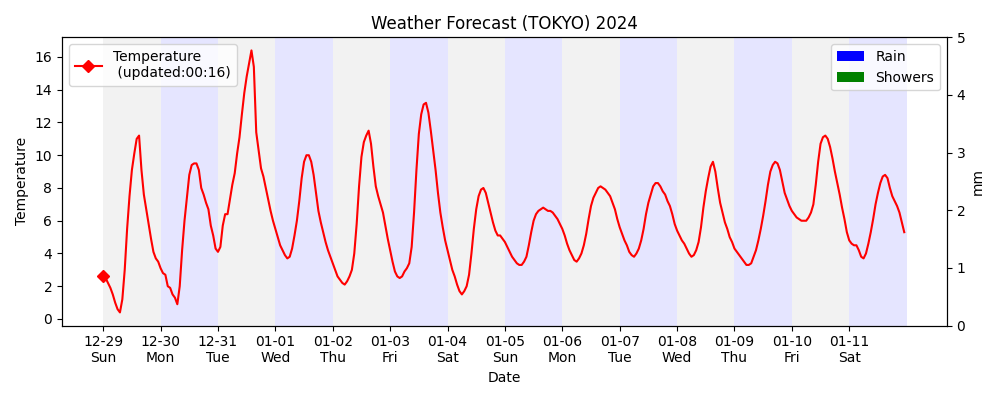 Weather Forecast (TOKYO) 2024
Temperature
(updated:00:16)
Rain
Showers
Temperature
16
14
12
10
8
6
4
2
0
5
4
3
2
1
0
mm
12-29 12-30 12-31 01-01 01-02 01-03 01-04 01-05 01-06 01-07 01-08 01-09 01-10 01-11
Sun Mon Tue Wed Thu Fri Sat Sun Mon Tue Wed Thu Fri Sat
Date